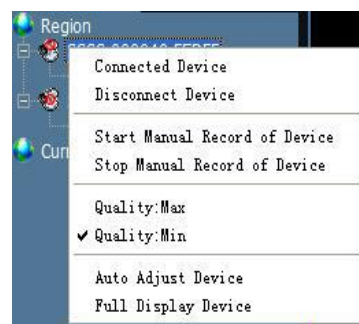 Region
Connected Device
Disconnect Device
Start Manual Record of Device
Stop Manual Record of Device
Quality:Max
Quality:Min
Auto Adjust Device
Full Display Device